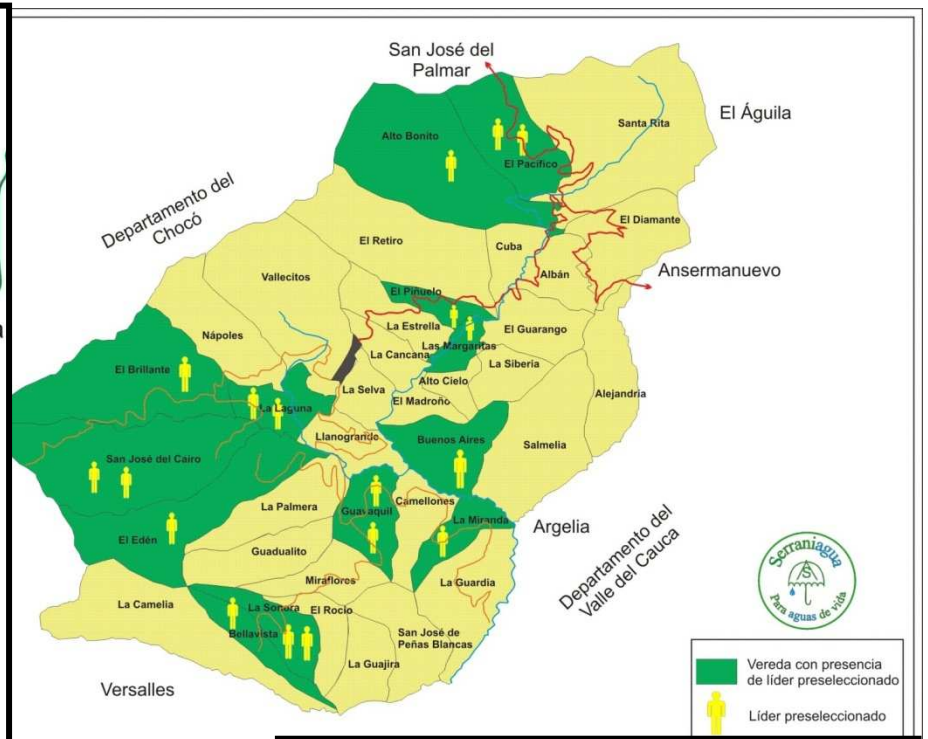 San José del
Palmar
El Águila
Santa Rita
Alto Bonito
El Pacífico
Departamento del
Chocó
El Diamante
El Retiro
Cuba
Albán
Ansermanuevo
Vallecitos
El Piñuelo
La Estrella
El Guarango
Nápoles
Las Margaritas
La Cancana
La Siberia
El Brillante
Alto Cielo
La Selva
El Madroño
Alejandria
La Laguna
Llanogrande
Buenos Aires
Salmelia
San José del Cairo
La Palmera
Guayaquil
Camellones
La Miranda
Argelia
El Edén
Guadualito
Departamento del
Valle del Cauca
Miraflores
La Guardia
La Camelia
La Sonora
El Rocío
Bellavista
San José de
Peñas Blancas
La Guajira
Versalles
Serraniagua
S
Para aguas de vida
Vereda con presencia
de líder preseleccionado
Líder preseleccionado
a